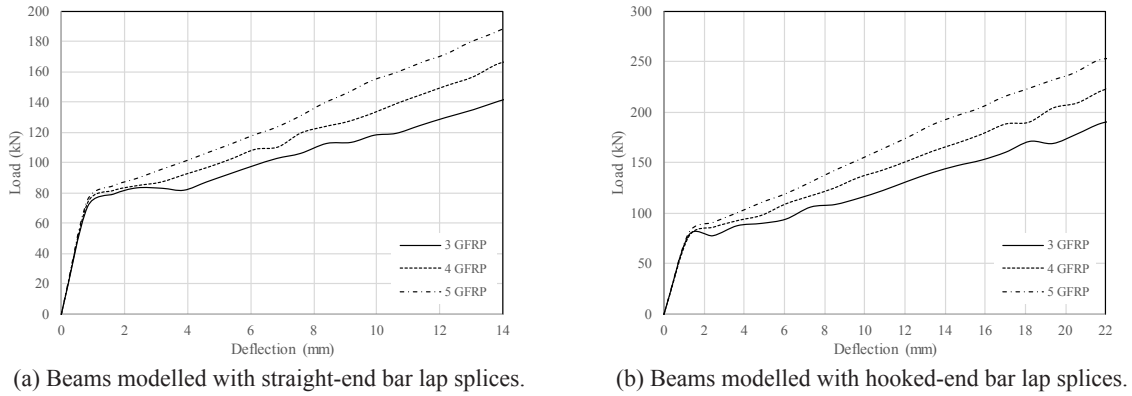 200
180
160
140
120
100
80
60
40
20
0
Load (kN)
0 2 4 6 8 10 12 14
Deflection (mm)
3 GFRP
4 GFRP
5 GFRP
(a) Beams modelled with straight-end bar lap splices.
300
250
200
150
100
50
0
Load (kN)
0 2 4 6 8 10 12 14 16 18 20 22
Deflection (mm)
3 GFRP
4 GFRP
5 GFRP
(b) Beams modelled with hooked-end bar lap splices.